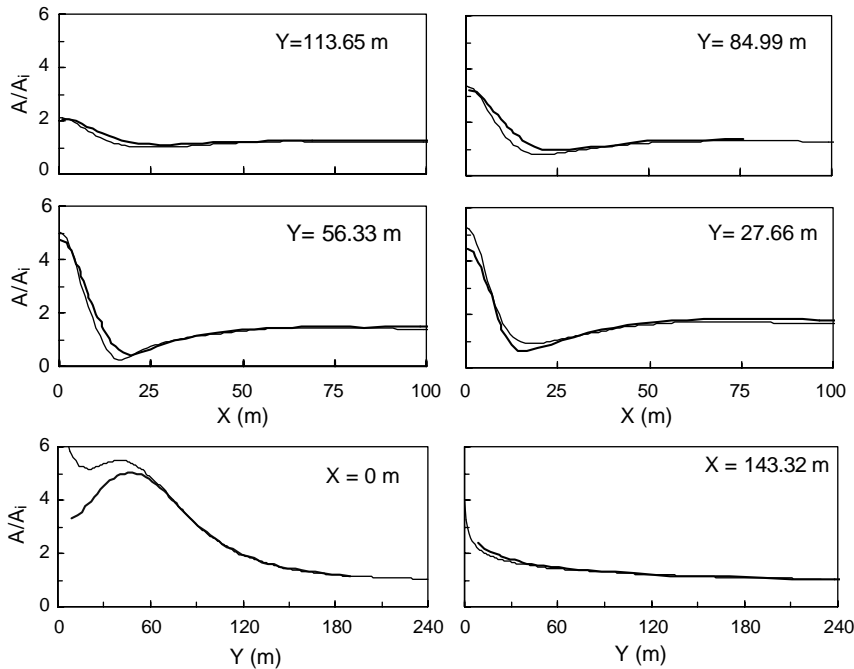 6
4
2
0
A/Aᵢ
Y=113.65 m
Y= 84.99 m
6
4
2
0
A/Aᵢ
Y= 56.33 m
Y= 27.66 m
0 25 50 75 100
0 25 50 75 100
X (m)
X (m)
6
4
2
0
A/Aᵢ
X = 0 m
X = 143.32 m
0 60 120 180 240
0 60 120 180 240
Y (m)
Y (m)